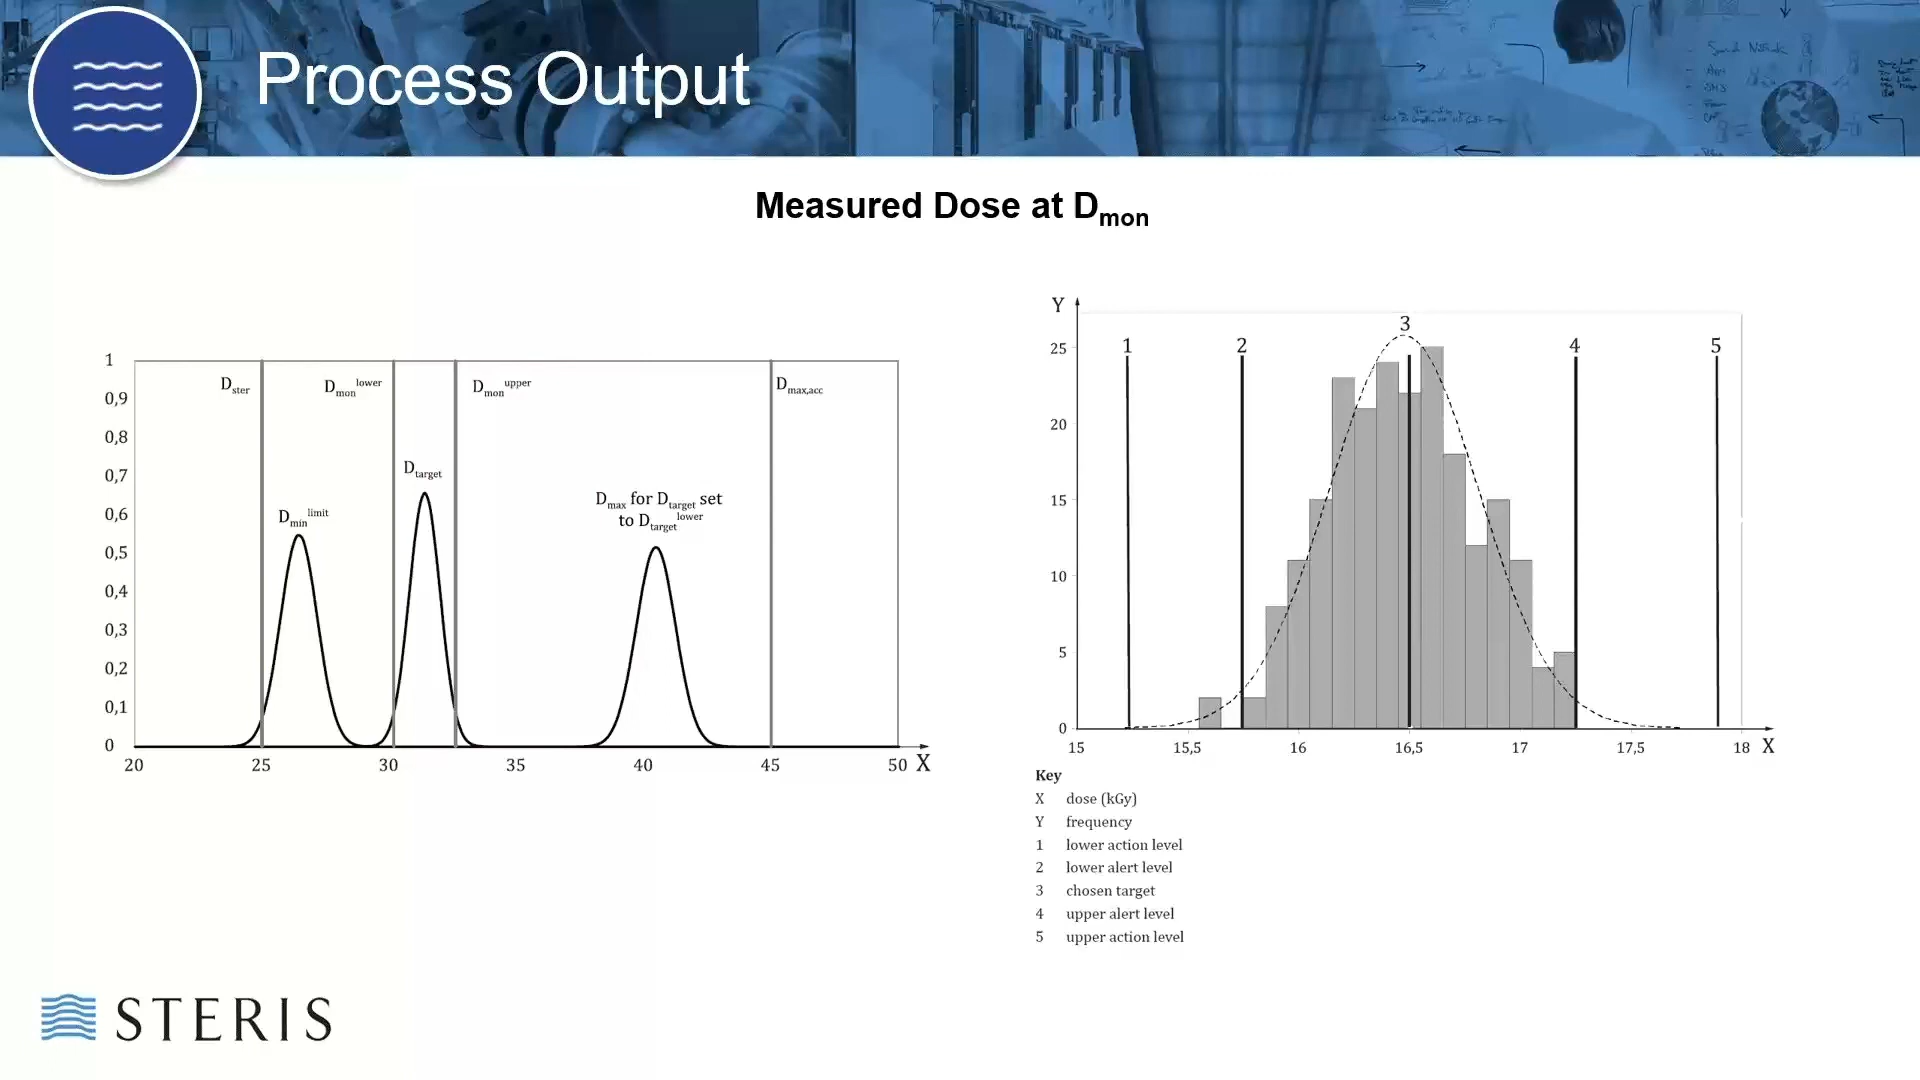 Process Output
Measured Dose at Dmon
1
0,9
0,8
0,7
0,6
0,5
0,4
0,3
0,2
0,1
0
Dster
Dmon lower
Dmon upper
Dmax,acc
Dmin limit
Dtarget
Dmax for Dtarget set
to Dtarget lower
20 25 30 35 40 45 50 X
Y
25
20
15
10
5
0
1 2 3 4 5
15 15,5 16 16,5 17 17,5 18 X
Key
X dose (kGy)
Y frequency
1 lower action level
2 lower alert level
3 chosen target
4 upper alert level
5 upper action level
STERIS